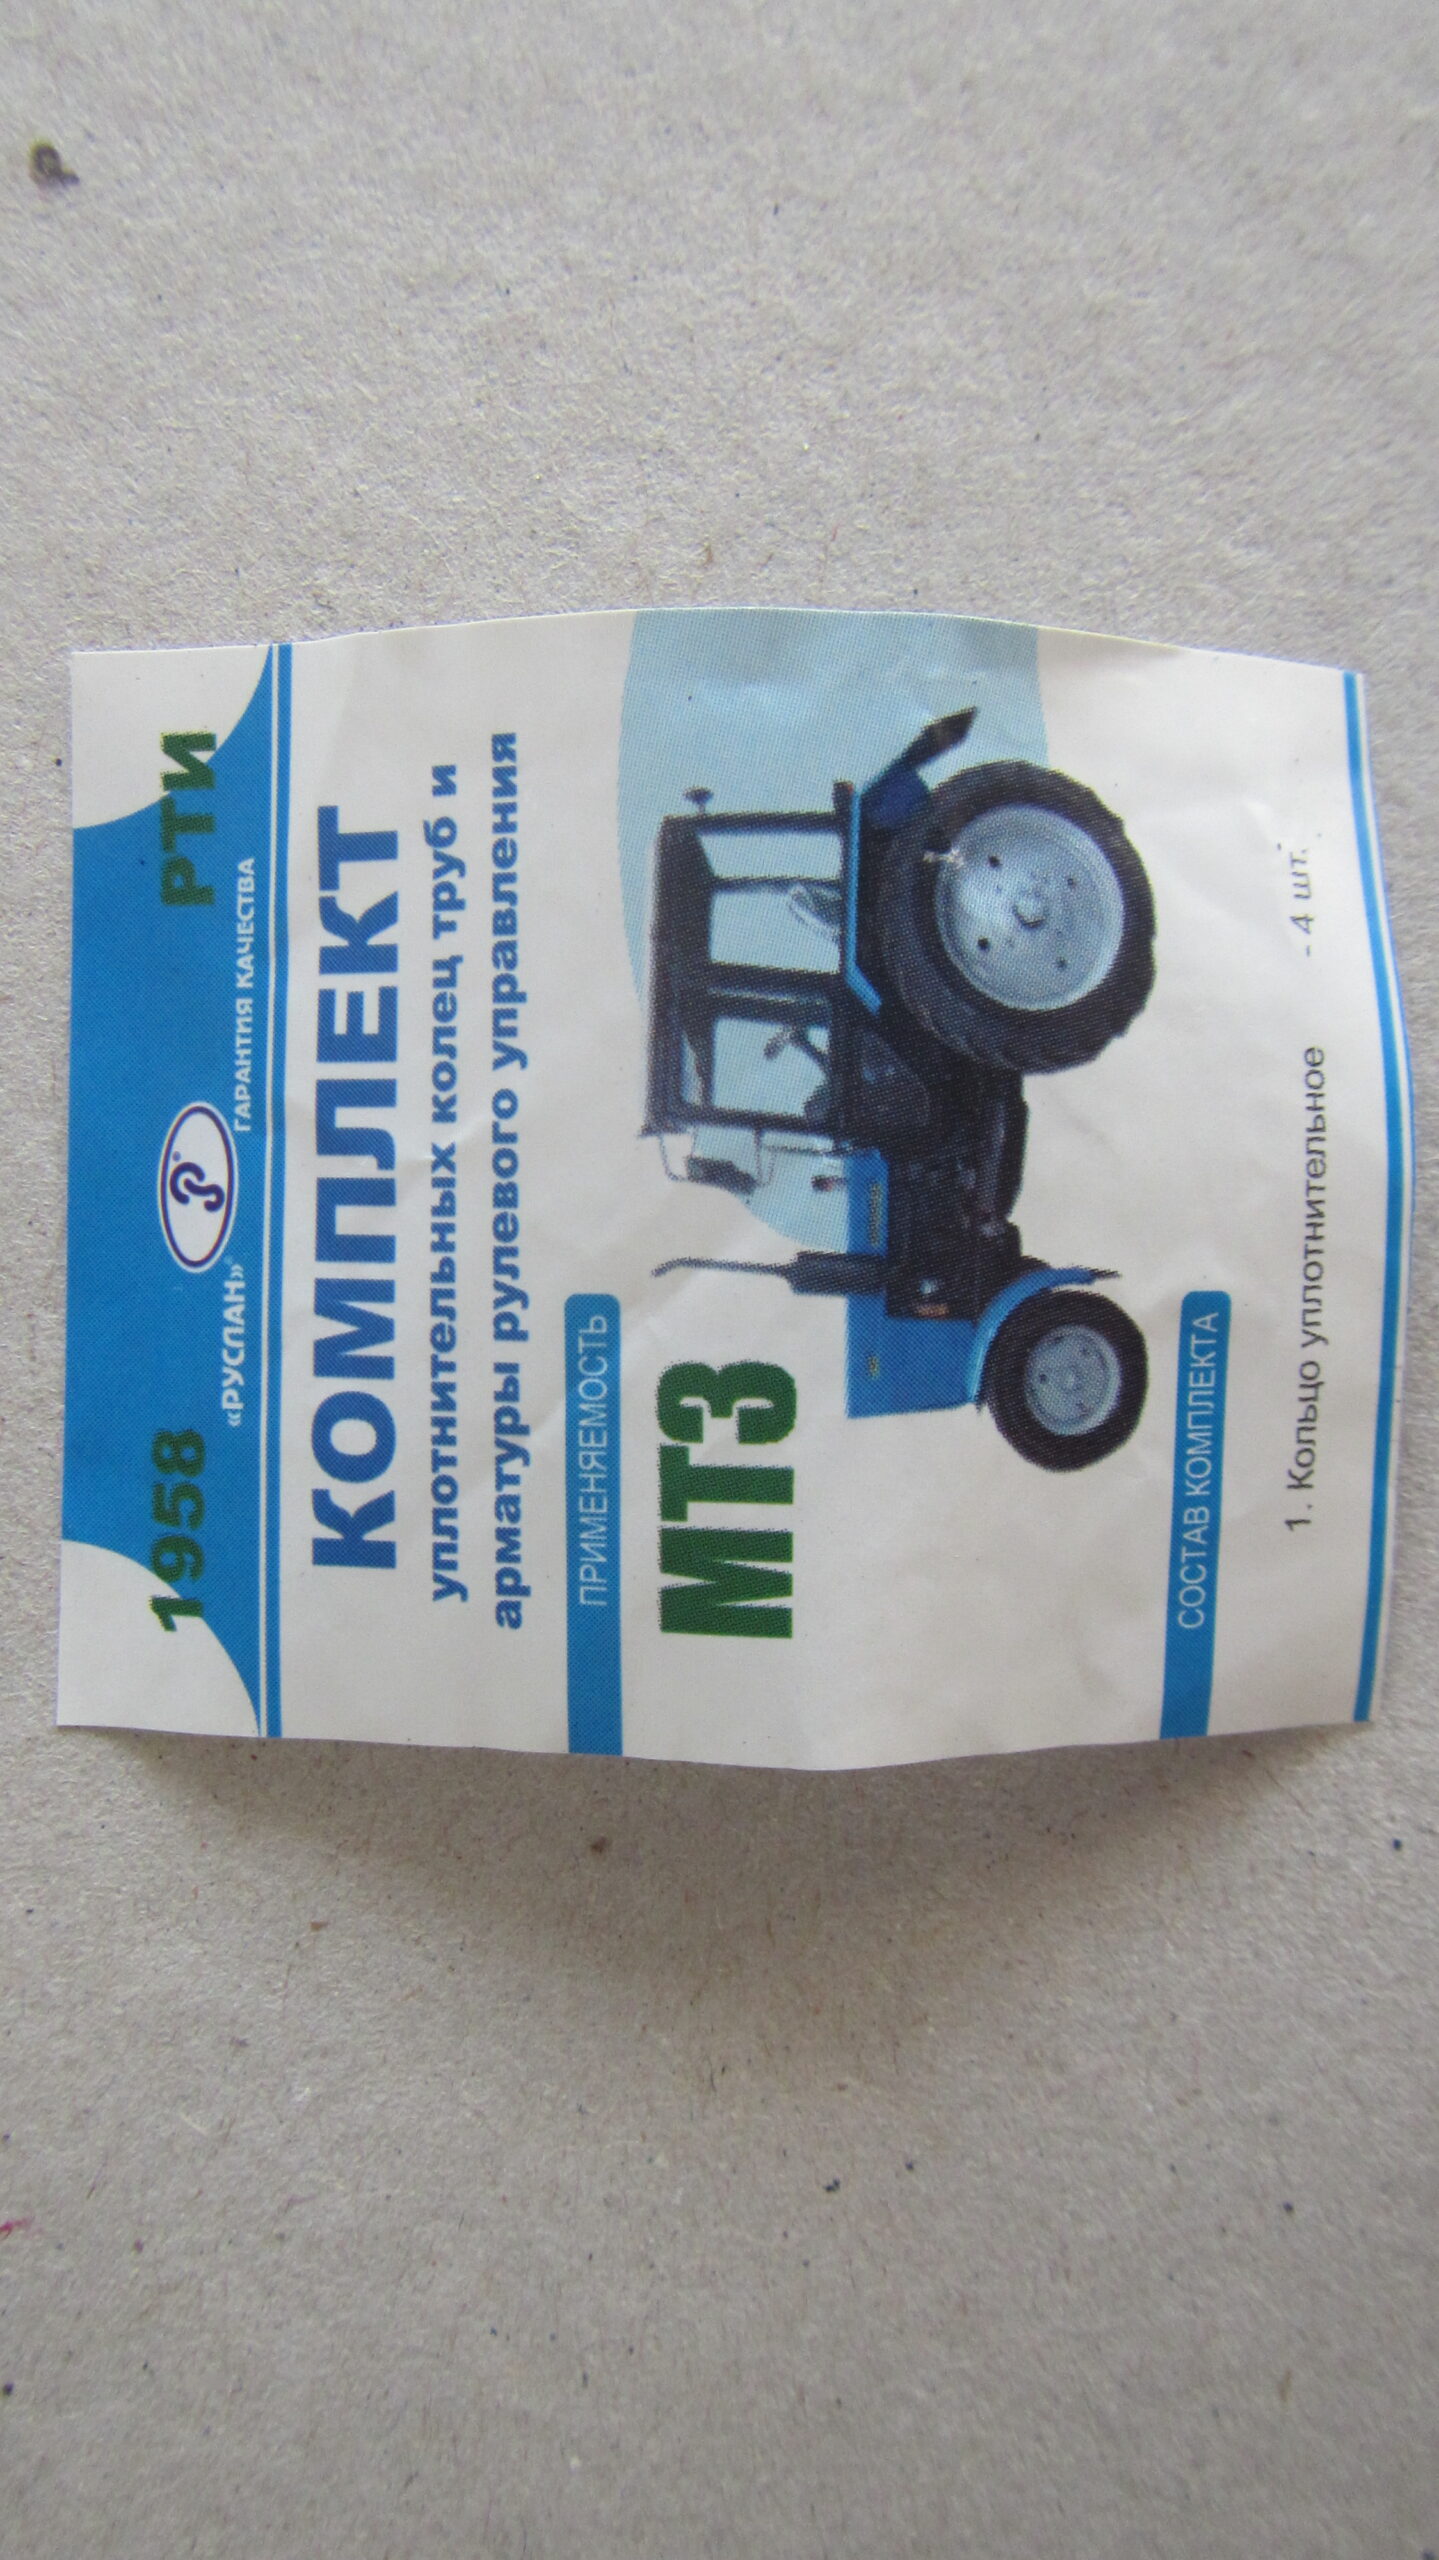 1958 РТИ
«РУСЛАН»® ГАРАНТИЯ КАЧЕСТВА
КОМПЛЕКТ
уплотнительных колец труб и
арматуры рулевого управления
ПРИМЕНЯЕМОСТЬ
МТЗ
СОСТАВ КОМПЛЕКТА
1. Кольцо уплотнительное - 4 шт.